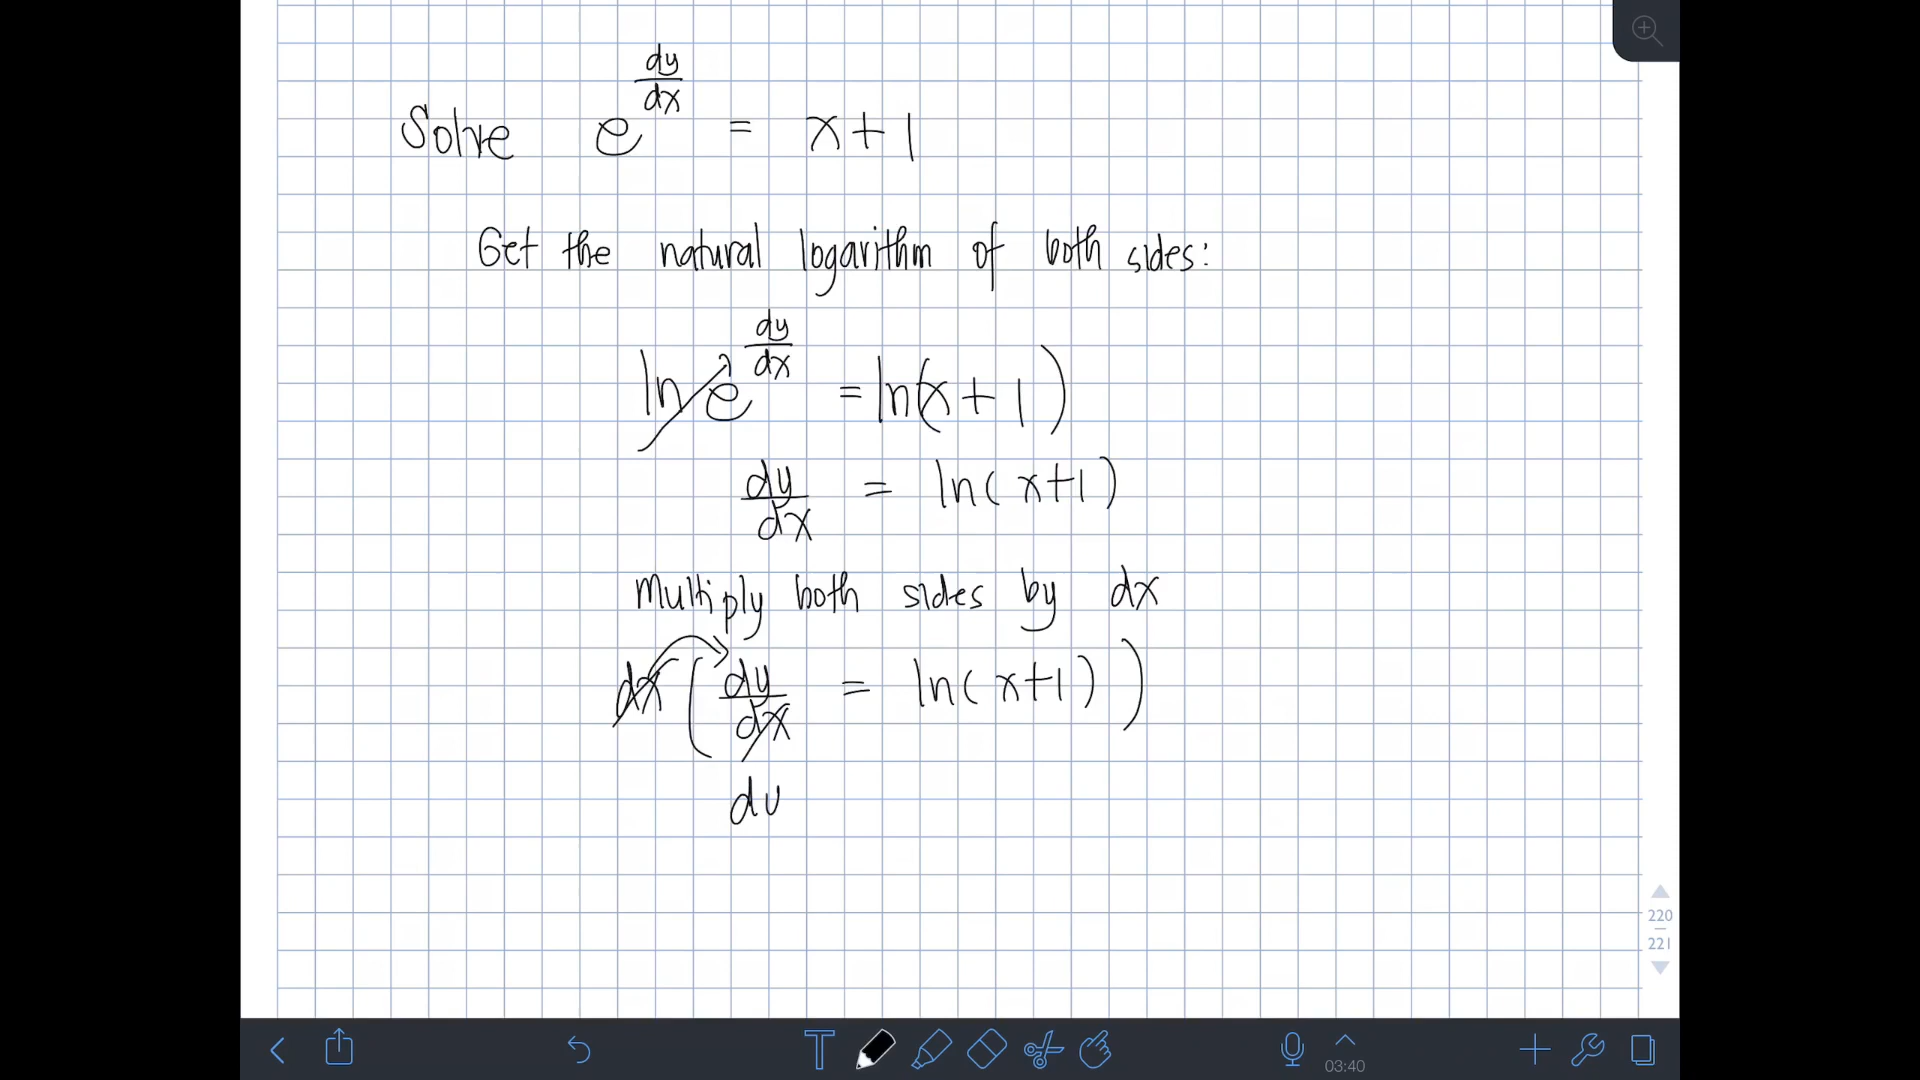 Solve e^(dy/dx) = x+1
Get the natural logarithm of both sides:
ln e^(dy/dx) = ln(x+1)
dy/dx = ln(x+1)
Multiply both sides by dx
dx (dy/dx = ln(x+1))
du
220
221
T
03:40